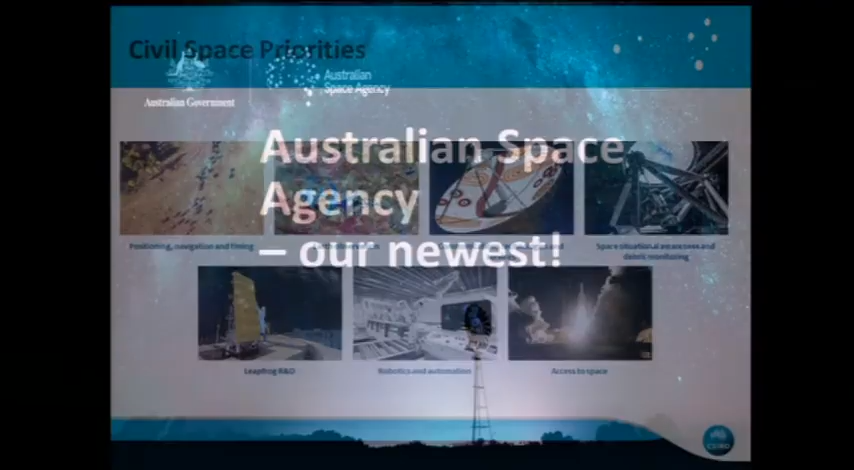 Civil Space Priorities
Australian Government
Australian
Space Agency
Australian Space
Agency
– our newest!
Positioning, navigation and timing
Space situational awareness and
debris monitoring
Leapfrog R&D
Robotics and automation
Access to space
CSIRO